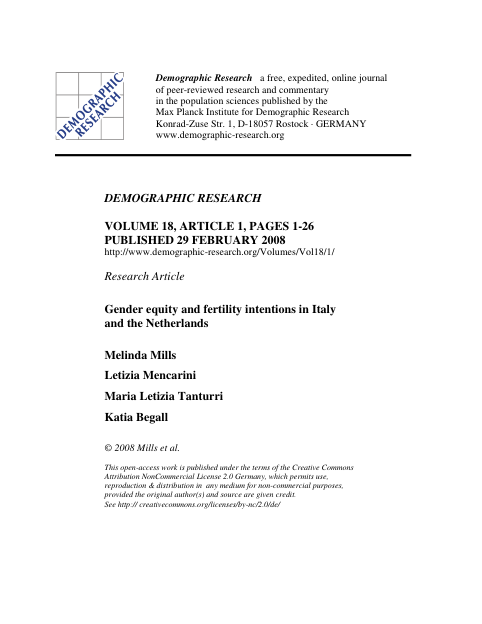 DEMOGRAPHIC
RESEARCH
Demographic Research a free, expedited, online journal
of peer-reviewed research and commentary
in the population sciences published by the
Max Planck Institute for Demographic Research
Konrad-Zuse Str. 1, D-18057 Rostock · GERMANY
www.demographic-research.org
DEMOGRAPHIC RESEARCH
VOLUME 18, ARTICLE 1, PAGES 1-26
PUBLISHED 29 FEBRUARY 2008
http://www.demographic-research.org/Volumes/Vol18/1/
Research Article
Gender equity and fertility intentions in Italy
and the Netherlands
Melinda Mills
Letizia Mencarini
Maria Letizia Tanturri
Katia Begall
© 2008 Mills et al.
This open-access work is published under the terms of the Creative Commons
Attribution NonCommercial License 2.0 Germany, which permits use,
reproduction & distribution in any medium for non-commercial purposes,
provided the original author(s) and source are given credit.
See http:// creativecommons.org/licenses/by-nc/2.0/de/